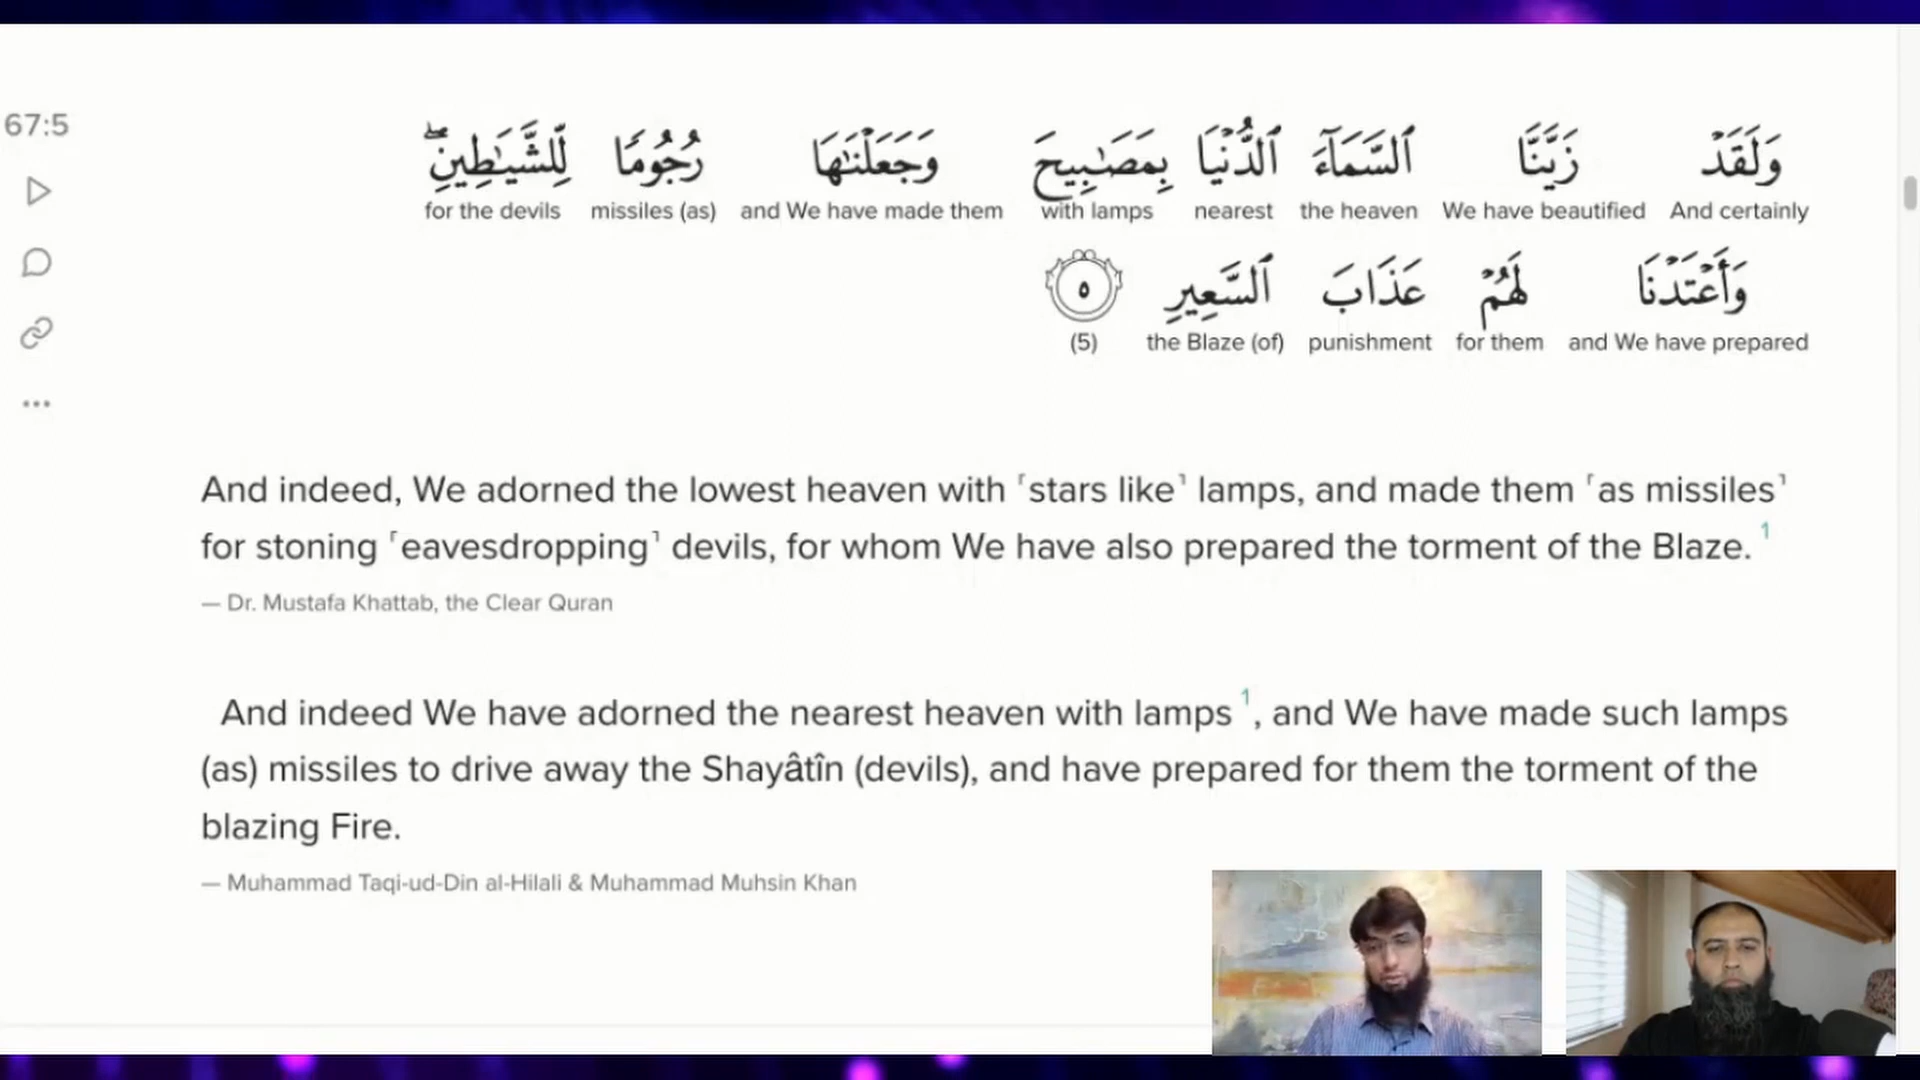 67:5
وَلَقَدْ زَيَّنَّا ٱلسَّمَآءَ ٱلدُّنْيَا بِمَصَـٰبِيحَ وَجَعَلْنَـٰهَا رُجُومًا لِّلشَّيَـٰطِينِ ۖ
for the devils missiles (as) and We have made them with lamps nearest the heaven We have beautified And certainly
وَأَعْتَدْنَا لَهُمْ عَذَابَ ٱلسَّعِيرِ ٥
(5) the Blaze (of) punishment for them and We have prepared
And indeed, We adorned the lowest heaven with ˹stars like˺ lamps, and made them ˹as missiles˺
for stoning ˹eavesdropping˺ devils, for whom We have also prepared the torment of the Blaze. 1
— Dr. Mustafa Khattab, the Clear Quran
And indeed We have adorned the nearest heaven with lamps 1, and We have made such lamps
(as) missiles to drive away the Shayâtîn (devils), and have prepared for them the torment of the
blazing Fire.
— Muhammad Taqi-ud-Din al-Hilali & Muhammad Muhsin Khan